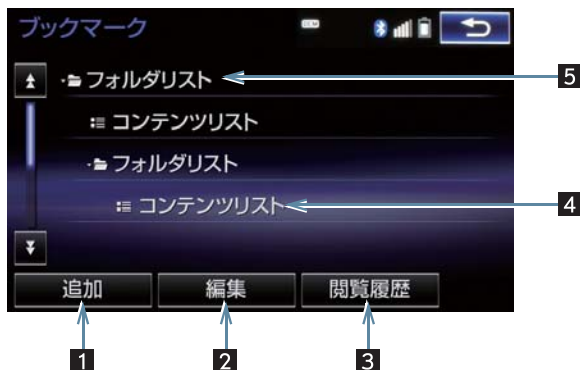 ブックマーク
フォルダリスト 5
コンテンツリスト
フォルダリスト
コンテンツリスト 4
追加 編集 閲覧履歴
1 2 3